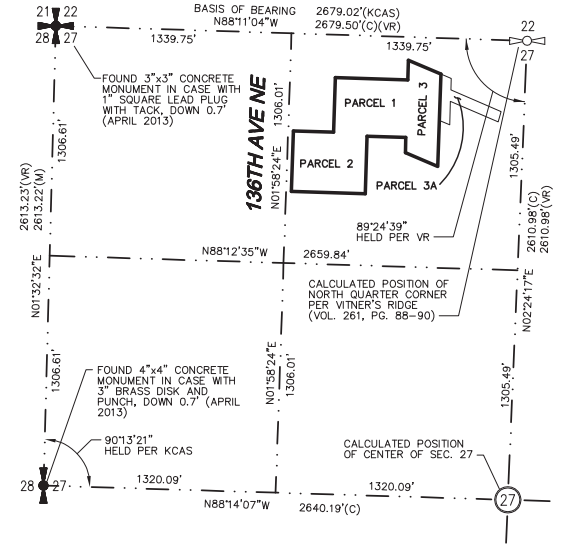 BASIS OF BEARING 2679.02'(KCAS)
N88°11'04"W 2679.50'(C)(VR)
21 22
28 27
1339.75'
1339.75'
22
27
FOUND 3"x3" CONCRETE
MONUMENT IN CASE WITH
1" SQUARE LEAD PLUG
WITH TACK, DOWN 0.7'
(APRIL 2013)
136TH AVE NE
1306.01'
N01°58'24"E
PARCEL 1
PARCEL 3
PARCEL 2
PARCEL 3A
1306.61'
2613.23'(VR)
2613.22'(M)
N01°32'32"E
1306.61'
1305.49'
2610.98'(C)
2610.98'(VR)
N02°24'17"E
1305.49'
89°24'39"
HELD PER VR
N88°12'35"W 2659.84'
CALCULATED POSITION OF
NORTH QUARTER CORNER
PER VITNER'S RIDGE
(VOL. 261, PG. 88-90)
N01°58'24"E
1306.01'
FOUND 4"x4" CONCRETE
MONUMENT IN CASE WITH
3" BRASS DISK AND
PUNCH, DOWN 0.7' (APRIL
2013)
90°13'21"
HELD PER KCAS
CALCULATED POSITION
OF CENTER OF SEC. 27
28 27
1320.09'
1320.09'
27
N88°14'07"W 2640.19'(C)